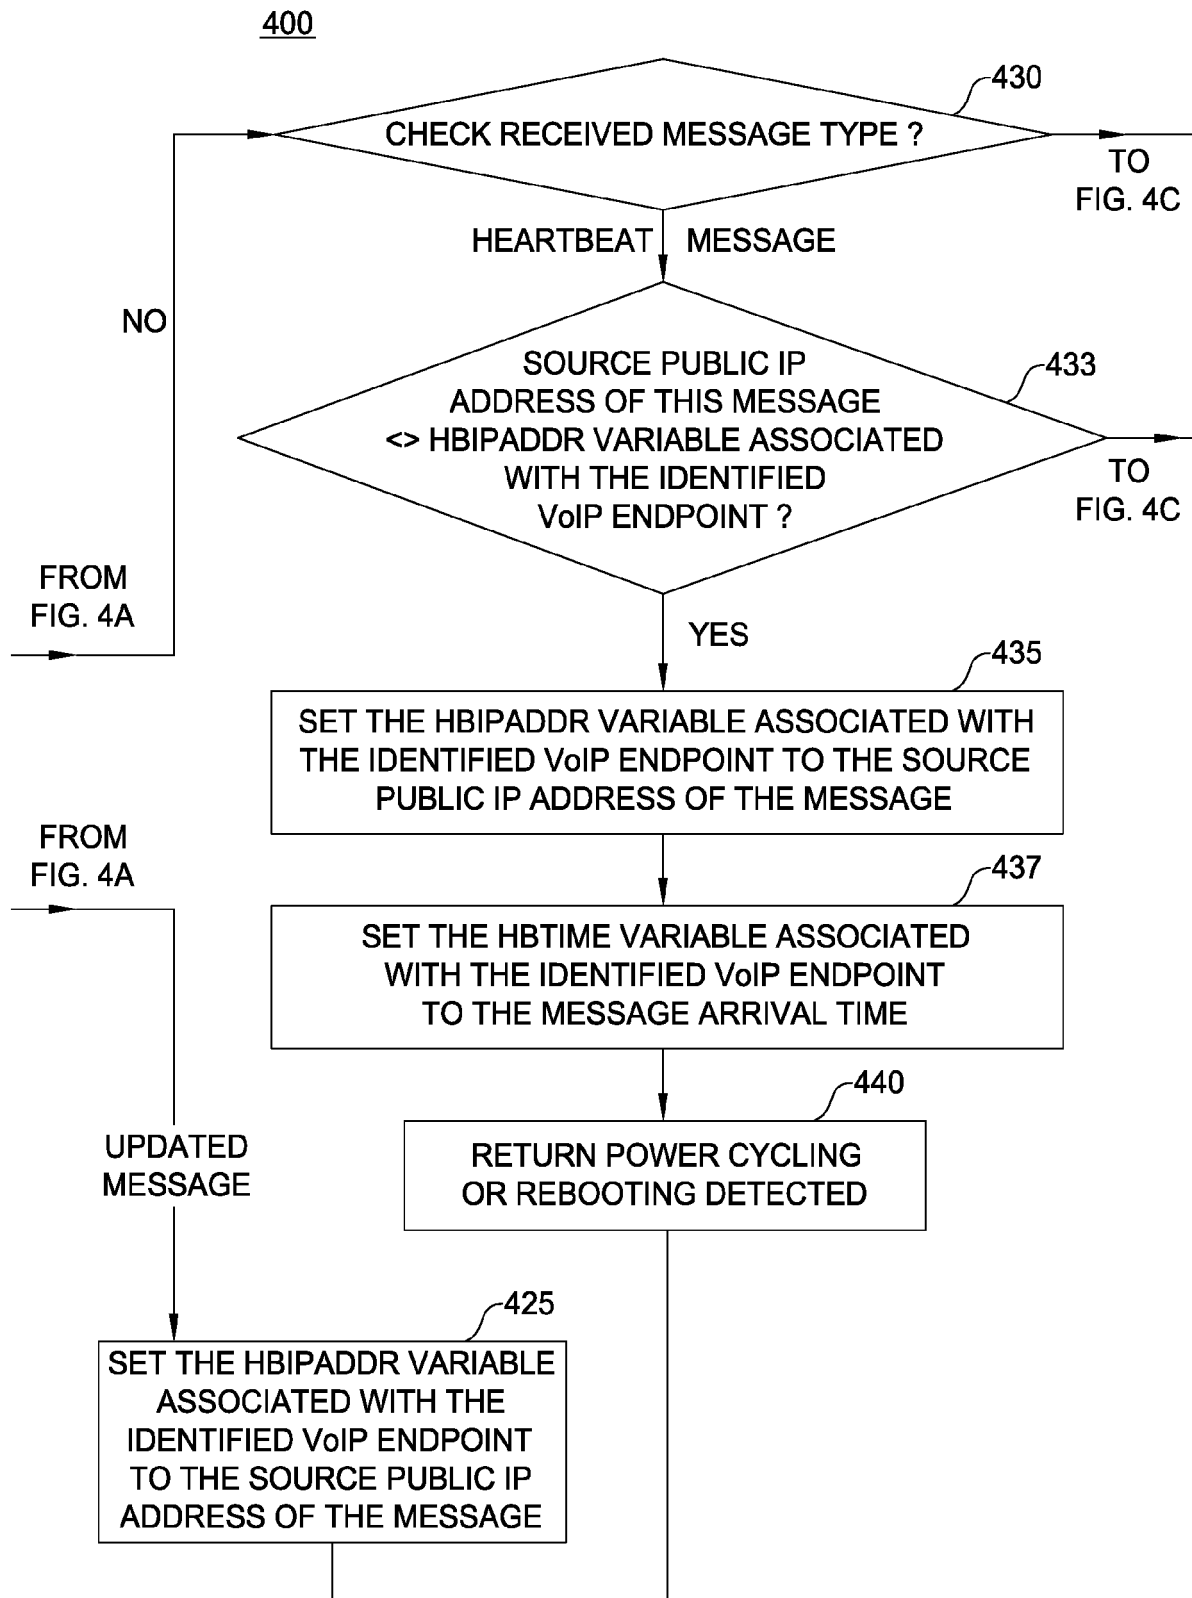 400
430
CHECK RECEIVED MESSAGE TYPE ?
TO
FIG. 4C
HEARTBEAT MESSAGE
NO
433
SOURCE PUBLIC IP
ADDRESS OF THIS MESSAGE
<> HBIPADDR VARIABLE ASSOCIATED
WITH THE IDENTIFIED
VoIP ENDPOINT ?
TO
FIG. 4C
FROM
FIG. 4A
YES
435
SET THE HBIPADDR VARIABLE ASSOCIATED WITH
THE IDENTIFIED VoIP ENDPOINT TO THE SOURCE
PUBLIC IP ADDRESS OF THE MESSAGE
FROM
FIG. 4A
437
SET THE HBTIME VARIABLE ASSOCIATED
WITH THE IDENTIFIED VoIP ENDPOINT
TO THE MESSAGE ARRIVAL TIME
440
RETURN POWER CYCLING
OR REBOOTING DETECTED
UPDATED
MESSAGE
425
SET THE HBIPADDR VARIABLE
ASSOCIATED WITH THE
IDENTIFIED VoIP ENDPOINT
TO THE SOURCE PUBLIC IP
ADDRESS OF THE MESSAGE